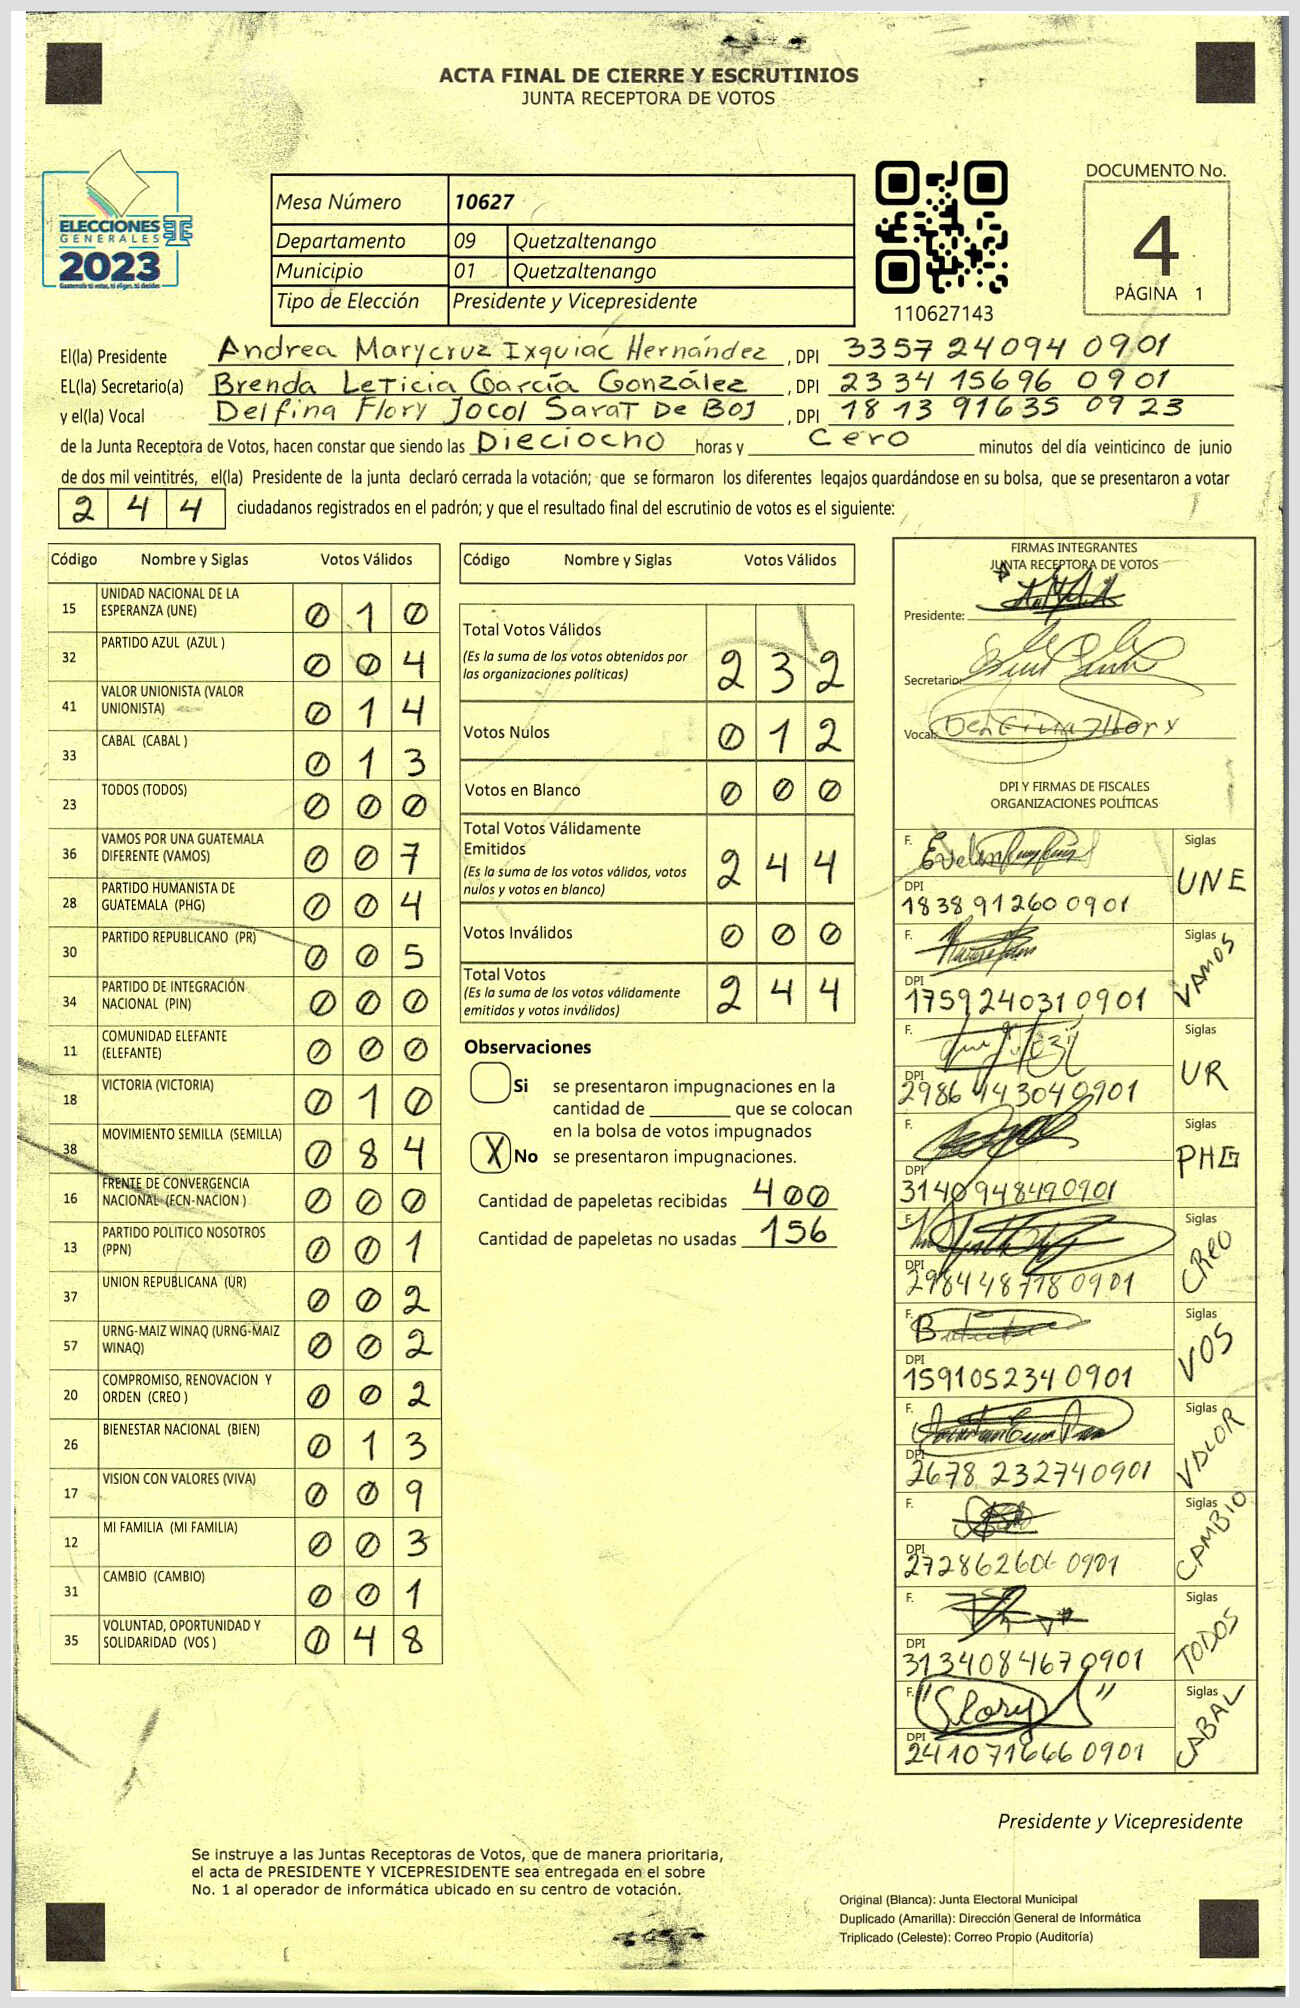 ACTA FINAL DE CIERRE Y ESCRUTINIOS
JUNTA RECEPTORA DE VOTOS
ELECCIONES
GENERALES
2023
Guatemala tú votas, tú eliges, tú decides
Mesa Número 10627
Departamento 09 Quetzaltenango
Municipio 01 Quetzaltenango
Tipo de Elección Presidente y Vicepresidente
110627143
DOCUMENTO No.
4
PÁGINA 1
El(la) Presidente Andrea Marycruz Ixquiac Hernández , DPI 3357 24094 0901
EL(la) Secretario(a) Brenda Leticia García González , DPI 2334 15696 0901
y el(la) Vocal Delfina Flory Jocol Sarat De Boj , DPI 1813 91635 0923
de la Junta Receptora de Votos, hacen constar que siendo las Dieciocho horas y Cero minutos del día veinticinco de junio
de dos mil veintitrés, el(la) Presidente de la junta declaró cerrada la votación; que se formaron los diferentes legajos guardándose en su bolsa, que se presentaron a votar
2 4 4 ciudadanos registrados en el padrón; y que el resultado final del escrutinio de votos es el siguiente:
Código Nombre y Siglas Votos Válidos
15 UNIDAD NACIONAL DE LA
ESPERANZA (UNE) 0 1 0
32 PARTIDO AZUL (AZUL ) 0 0 4
41 VALOR UNIONISTA (VALOR
UNIONISTA) 0 1 4
33 CABAL (CABAL ) 0 1 3
23 TODOS (TODOS) 0 0 0
36 VAMOS POR UNA GUATEMALA
DIFERENTE (VAMOS) 0 0 7
28 PARTIDO HUMANISTA DE
GUATEMALA (PHG) 0 0 4
30 PARTIDO REPUBLICANO (PR) 0 0 5
34 PARTIDO DE INTEGRACIÓN
NACIONAL (PIN) 0 0 0
11 COMUNIDAD ELEFANTE
(ELEFANTE) 0 0 0
18 VICTORIA (VICTORIA) 0 1 0
38 MOVIMIENTO SEMILLA (SEMILLA) 0 8 4
16 FRENTE DE CONVERGENCIA
NACIONAL (FCN-NACION ) 0 0 0
13 PARTIDO POLITICO NOSOTROS
(PPN) 0 0 1
37 UNION REPUBLICANA (UR) 0 0 2
57 URNG-MAIZ WINAQ (URNG-MAIZ
WINAQ) 0 0 2
20 COMPROMISO, RENOVACION Y
ORDEN (CREO ) 0 0 2
26 BIENESTAR NACIONAL (BIEN) 0 1 3
17 VISION CON VALORES (VIVA) 0 0 9
12 MI FAMILIA (MI FAMILIA) 0 0 3
31 CAMBIO (CAMBIO) 0 0 1
35 VOLUNTAD, OPORTUNIDAD Y
SOLIDARIDAD (VOS ) 0 4 8
Código Nombre y Siglas Votos Válidos
Total Votos Válidos
(Es la suma de los votos obtenidos por
las organizaciones políticas) 2 3 2
Votos Nulos 0 1 2
Votos en Blanco 0 0 0
Total Votos Válidamente
Emitidos
(Es la suma de los votos válidos, votos
nulos y votos en blanco) 2 4 4
Votos Inválidos 0 0 0
Total Votos
(Es la suma de los votos válidamente
emitidos y votos inválidos) 2 4 4
Observaciones
Si se presentaron impugnaciones en la
cantidad de ________ que se colocan
en la bolsa de votos impugnados
X No se presentaron impugnaciones.
Cantidad de papeletas recibidas 400
Cantidad de papeletas no usadas 156
FIRMAS INTEGRANTES
JUNTA RECEPTORA DE VOTOS
Presidente:
Secretario:
Vocal: Delfina Flory
DPI Y FIRMAS DE FISCALES
ORGANIZACIONES POLÍTICAS
F. Evelin Siglas
DPI UNE
1838 91260 0901
F. Siglas
DPI VAMOS
1759 24031 0901
F. Siglas
DPI UR
2986 14304 0901
F. Siglas
DPI PHG
3140 94849 0901
F. Siglas
DPI CREO
2984 48778 0901
F. Siglas
DPI VOS
1591 05234 0901
F. Siglas
DPI VALOR
2678 23274 0901
F. Siglas
DPI CAMBIO
2728 62606 0901
F. Siglas
DPI TODOS
3134 08467 0901
F. "Glory" Siglas
DPI CABAL
2410 71666 0901
Presidente y Vicepresidente
Se instruye a las Juntas Receptoras de Votos, que de manera prioritaria,
el acta de PRESIDENTE Y VICEPRESIDENTE sea entregada en el sobre
No. 1 al operador de informática ubicado en su centro de votación.
Original (Blanca): Junta Electoral Municipal
Duplicado (Amarilla): Dirección General de Informática
Triplicado (Celeste): Correo Propio (Auditoría)